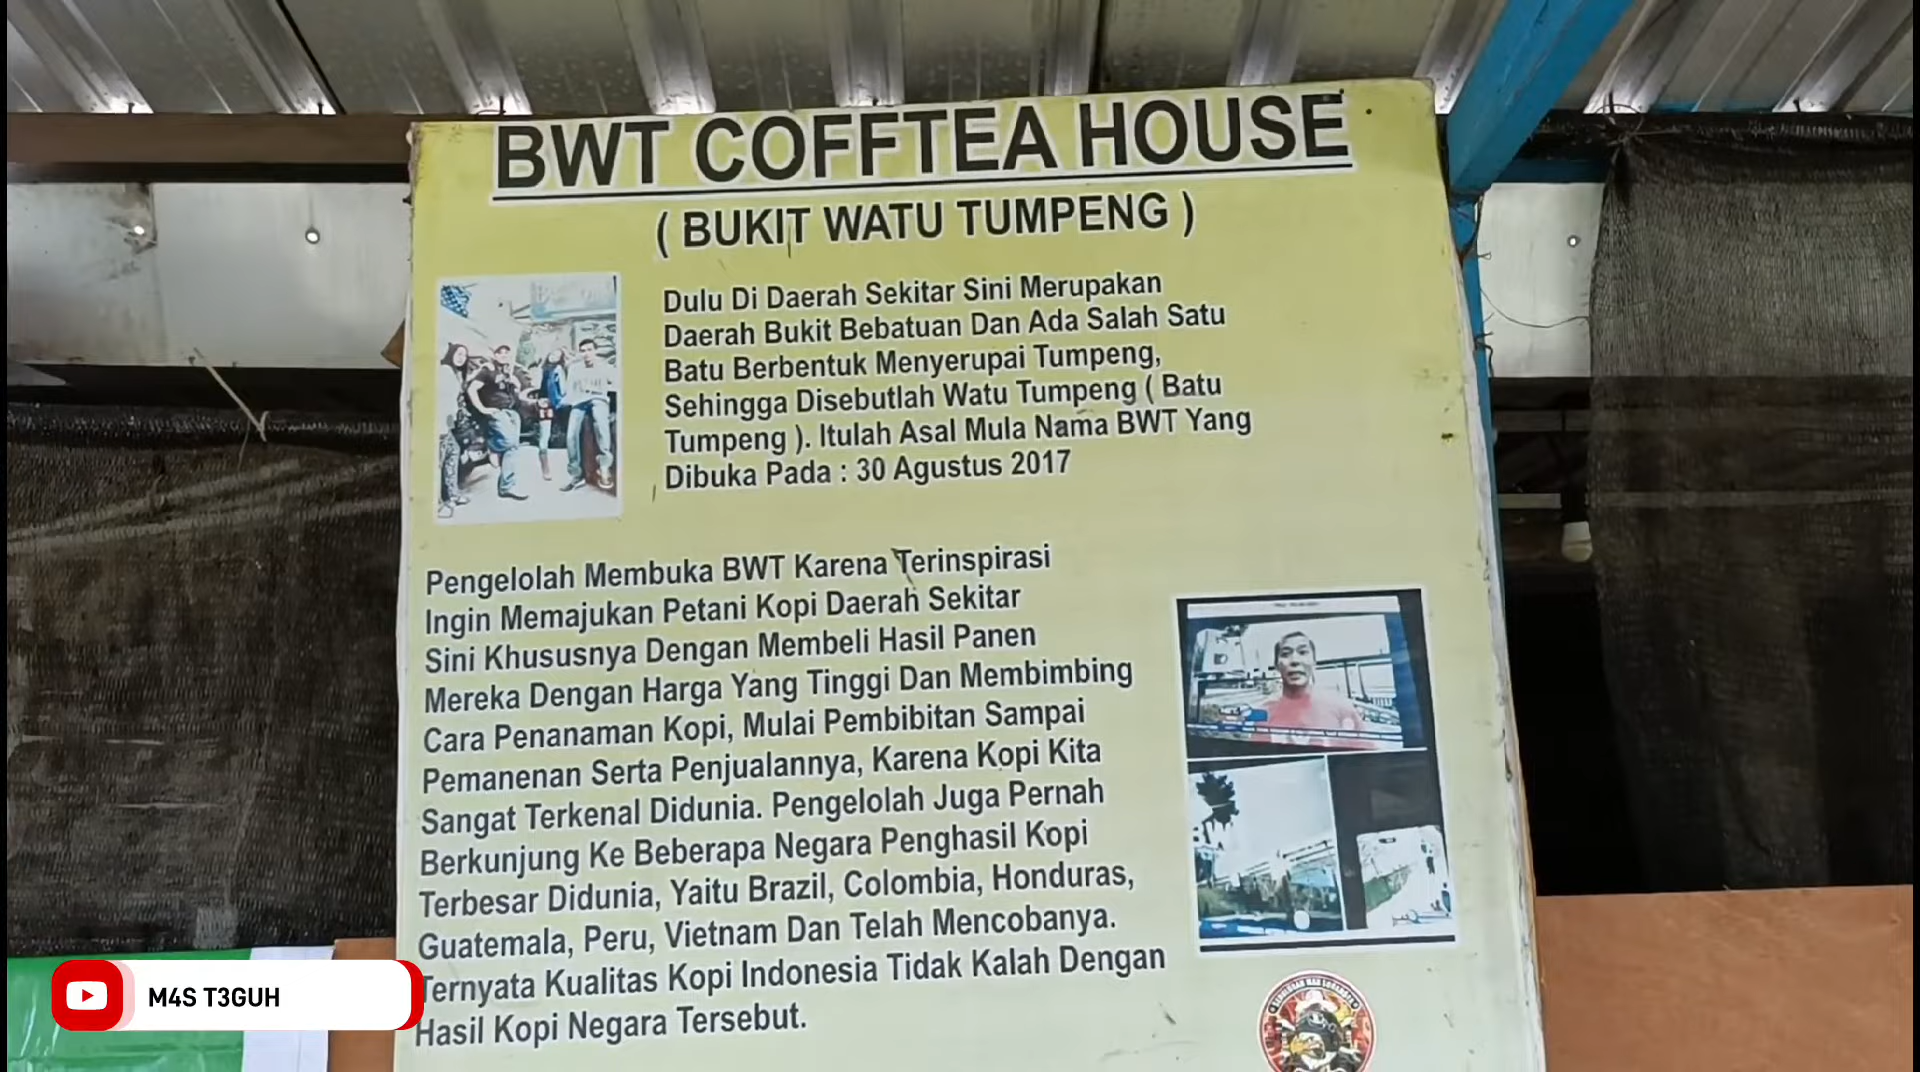 BWT COFFTEA HOUSE
( BUKIT WATU TUMPENG )
Dulu Di Daerah Sekitar Sini Merupakan
Daerah Bukit Bebatuan Dan Ada Salah Satu
Batu Berbentuk Menyerupai Tumpeng,
Sehingga Disebutlah Watu Tumpeng ( Batu
Tumpeng ). Itulah Asal Mula Nama BWT Yang
Dibuka Pada : 30 Agustus 2017
Pengelolah Membuka BWT Karena Terinspirasi
Ingin Memajukan Petani Kopi Daerah Sekitar
Sini Khususnya Dengan Membeli Hasil Panen
Mereka Dengan Harga Yang Tinggi Dan Membimbing
Cara Penanaman Kopi, Mulai Pembibitan Sampai
Pemanenan Serta Penjualannya, Karena Kopi Kita
Sangat Terkenal Didunia. Pengelolah Juga Pernah
Berkunjung Ke Beberapa Negara Penghasil Kopi
Terbesar Didunia, Yaitu Brazil, Colombia, Honduras,
Guatemala, Peru, Vietnam Dan Telah Mencobanya.
Ternyata Kualitas Kopi Indonesia Tidak Kalah Dengan
Hasil Kopi Negara Tersebut.
M4S T3GUH